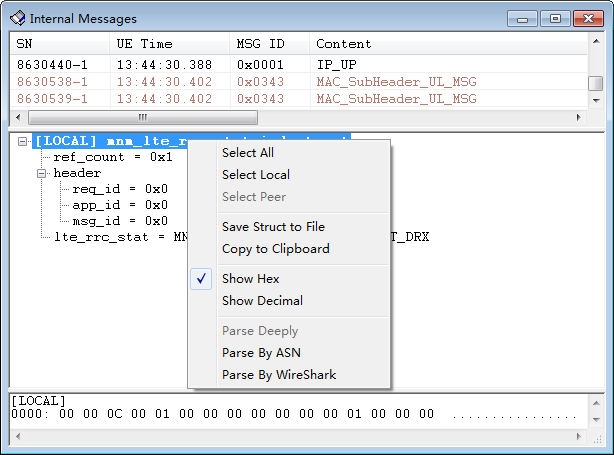 Internal Messages
SN UE Time MSG ID Content
8630440-1 13:44:30.388 0x0001 IP_UP
8630538-1 13:44:30.402 0x0343 MAC_SubHeader_UL_MSG
8630539-1 13:44:30.402 0x0343 MAC_SubHeader_UL_MSG
[LOCAL]
ref_count = 0x1
header
req_id = 0x0
app_id = 0x0
msg_id = 0x0
lte_rrc_stat = MN T_DRX
Select All
Select Local
Select Peer
Save Struct to File
Copy to Clipboard
✓ Show Hex
Show Decimal
Parse Deeply
Parse By ASN
Parse By WireShark
[LOCAL]
0000: 00 00 0C 00 01 00 00 00 00 00 00 00 01 00 00 00 ................